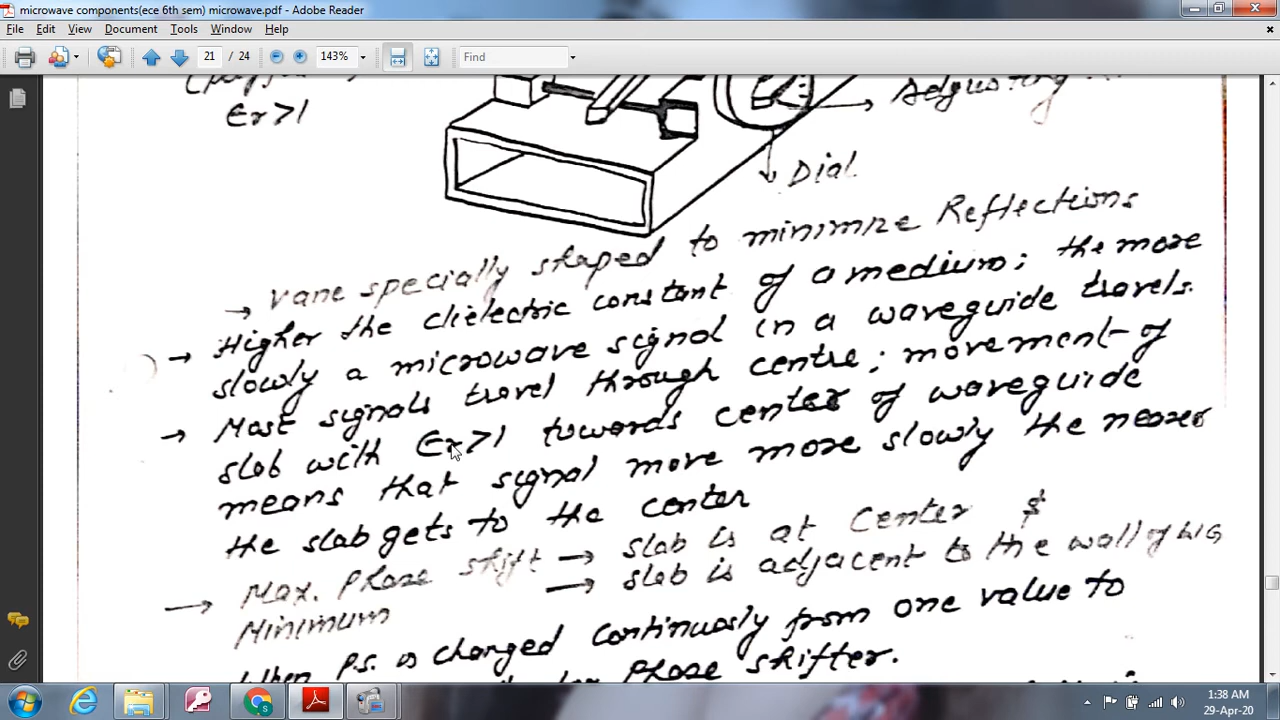 microwave components(ece 6th sem) microwave.pdf - Adobe Reader
File Edit View Document Tools Window Help
21 / 24 143% Find
Єr>1
Adjusting
Dial
→ Vane specially shaped to minimize Reflections
→ Higher the dielectric constant of a medium; the more
slowly a microwave signal in a waveguide travels.
→ Most signals travel through centre; movement of
slab with Єr>1 towards center of waveguide
means that signal move more slowly the nearer
the slab gets to the center
→ Max. Phase shift → slab is at Center &
Minimum → slab is adjacent to the wall of WG
When P.S. is changed continuosly from one value to
Phase shifter.
1:38 AM
29-Apr-20